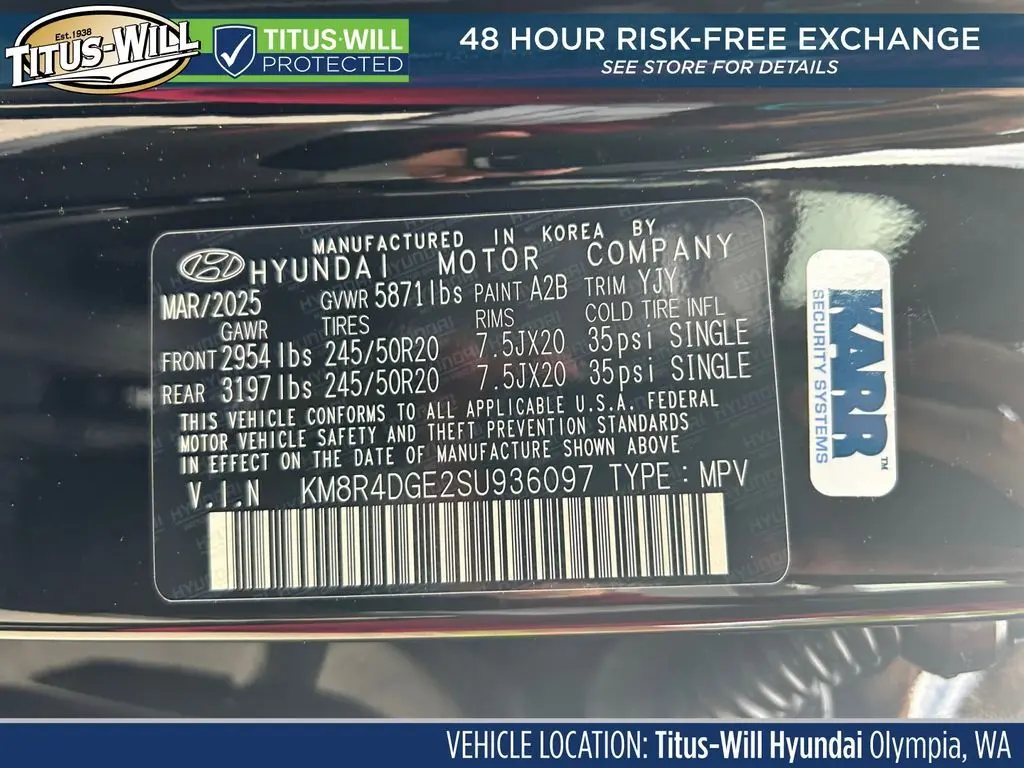 Est. 1938
TITUS-WILL
TITUS-WILL
PROTECTED
48 HOUR RISK-FREE EXCHANGE
SEE STORE FOR DETAILS
MANUFACTURED IN KOREA BY
HYUNDAI MOTOR COMPANY
MAR/2025 GVWR 5871lbs PAINT A2B TRIM YJY
GAWR TIRES RIMS COLD TIRE INFL
FRONT 2954 lbs 245/50R20 7.5JX20 35psi SINGLE
REAR 3197 lbs 245/50R20 7.5JX20 35psi SINGLE
THIS VEHICLE CONFORMS TO ALL APPLICABLE U.S.A. FEDERAL
MOTOR VEHICLE SAFETY AND THEFT PREVENTION STANDARDS
IN EFFECT ON THE DATE OF MANUFACTURE SHOWN ABOVE
V.I.N KM8R4DGE2SU936097 TYPE : MPV
KARR™
SECURITY SYSTEMS
VEHICLE LOCATION: Titus-Will Hyundai Olympia, WA